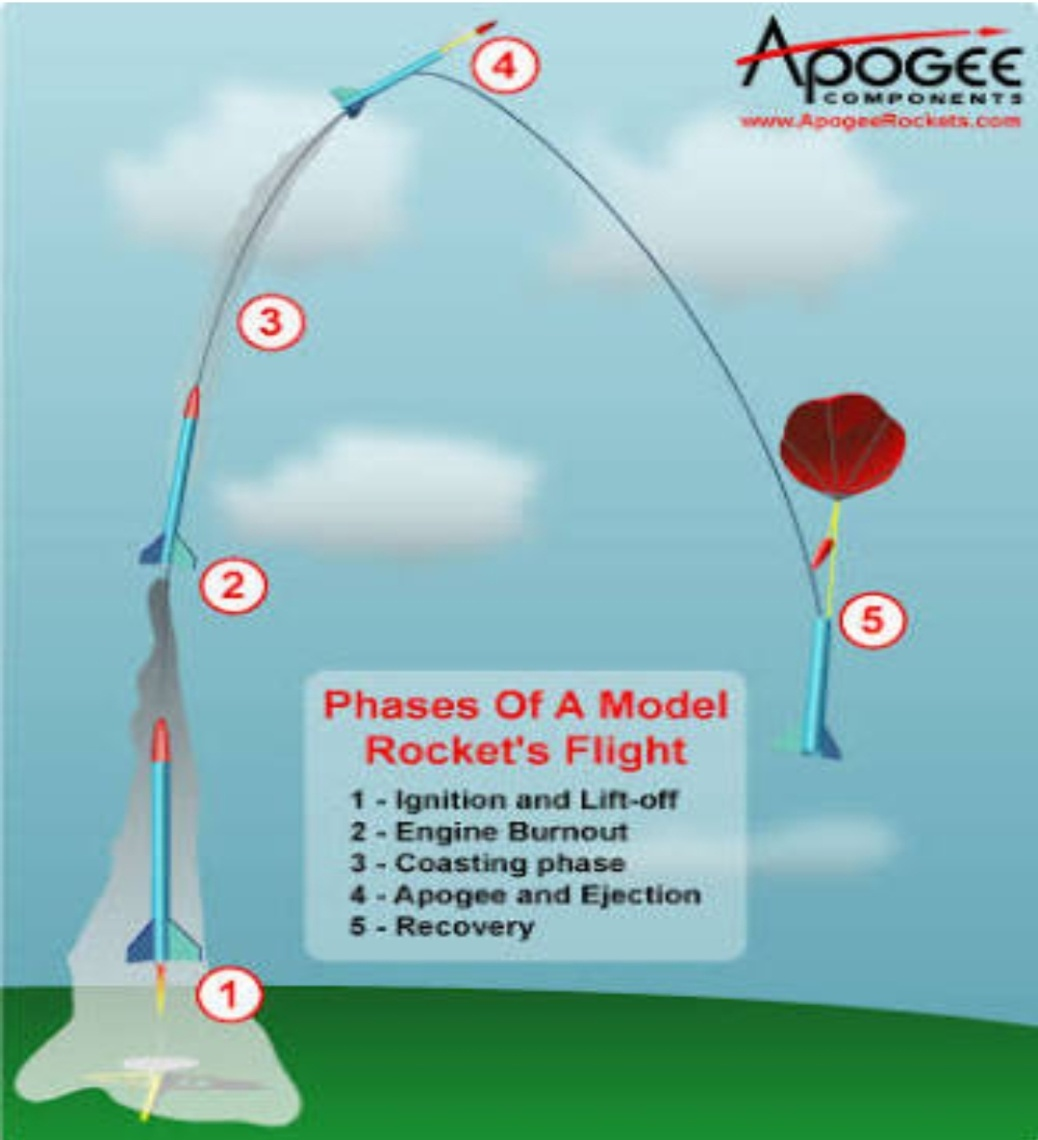 4
APOGEE
COMPONENTS
www.ApogeeRockets.com
3
2
5
Phases Of A Model
Rocket's Flight
1 - Ignition and Lift-off
2 - Engine Burnout
3 - Coasting phase
4 - Apogee and Ejection
5 - Recovery
1